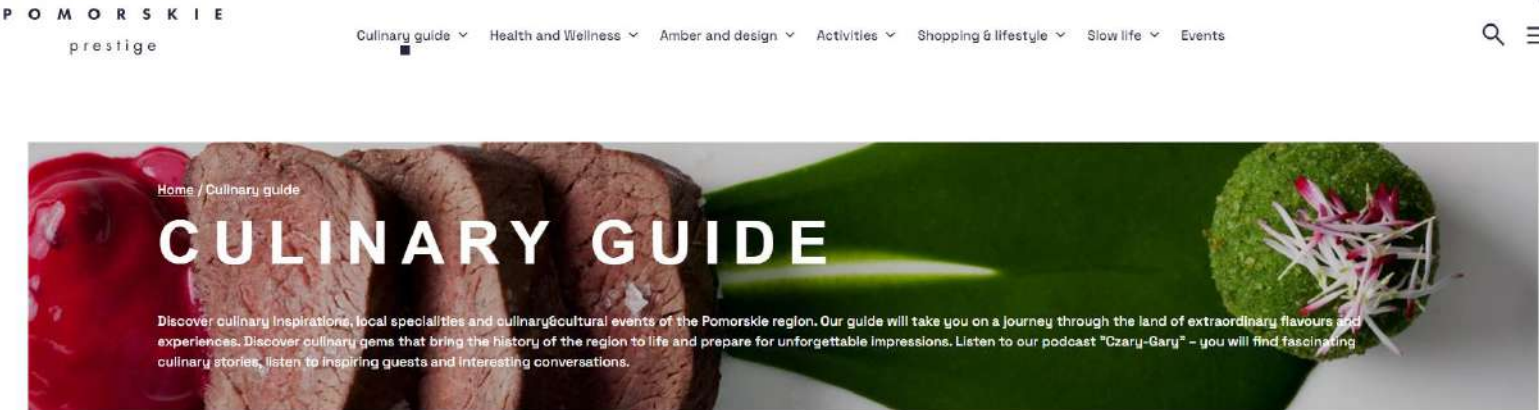 POMORSKIE
prestige
Culinary guide Health and Wellness Amber and design Activities Shopping & lifestyle Slow life Events
Home / Culinary guide
CULINARY GUIDE
Discover culinary inspirations, local specialities and culinary&cultural events of the Pomorskie region. Our guide will take you on a journey through the land of extraordinary flavours and
experiences. Discover culinary gems that bring the history of the region to life and prepare for unforgettable impressions. Listen to our podcast "Czary-Gary" – you will find fascinating
culinary stories, listen to inspiring guests and interesting conversations.